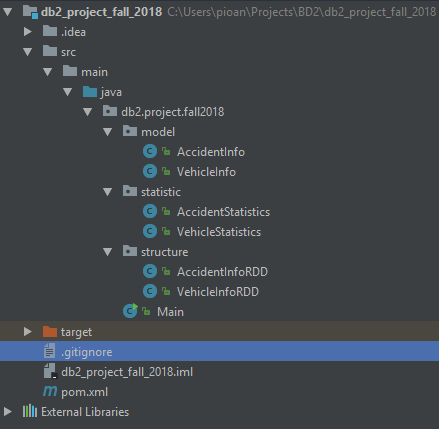 db2_project_fall_2018 C:\Users\pioan\Projects\BD2\db2_project_fall_2018
.idea
src
main
java
db2.project.fall2018
model
AccidentInfo
VehicleInfo
statistic
AccidentStatistics
VehicleStatistics
structure
AccidentInfoRDD
VehicleInfoRDD
Main
target
.gitignore
db2_project_fall_2018.iml
pom.xml
External Libraries